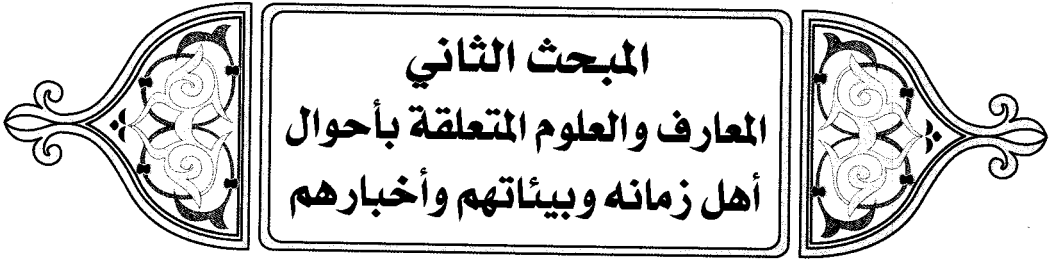 المبحث الثاني
المعارف والعلوم المتعلقة بأحوال
أهل زمانه وبيئاتهم وأخبارهم